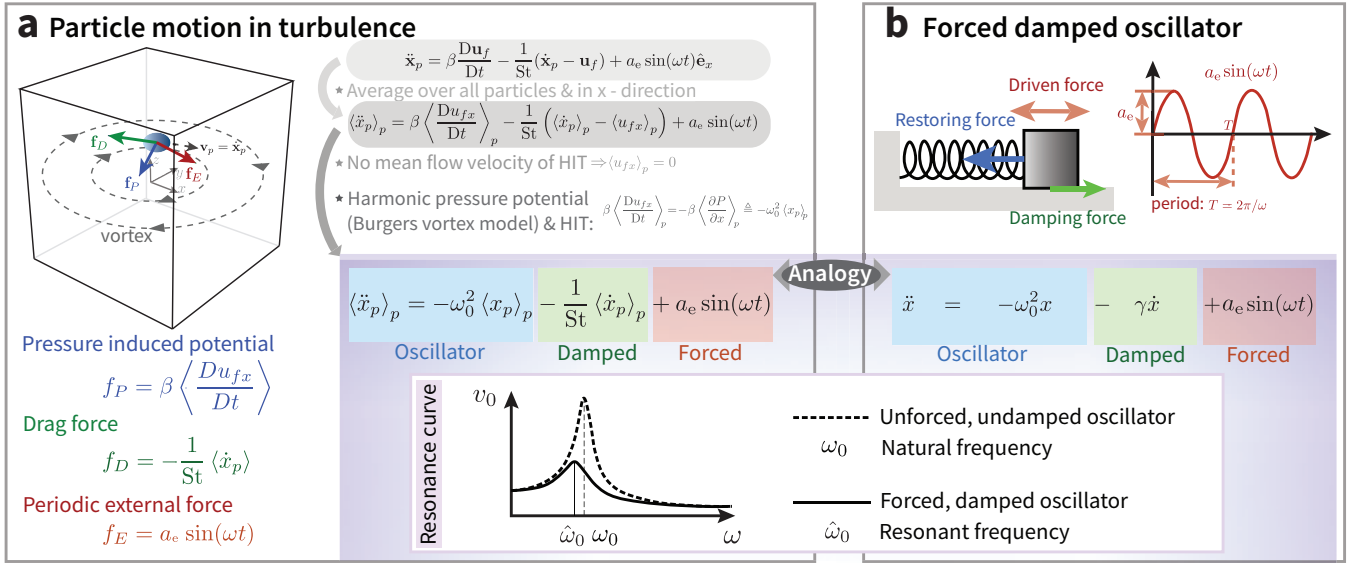 a Particle motion in turbulence
ẍ_p = β Du_f/Dt − 1/St (ẋ_p − u_f) + a_e sin(ωt)ê_x
★ Average over all particles & in x - direction
⟨ẍ_p⟩_p = β ⟨Du_fx/Dt⟩_p − 1/St (⟨ẋ_p⟩_p − ⟨u_fx⟩_p) + a_e sin(ωt)
★ No mean flow velocity of HIT ⇒ ⟨u_fx⟩_p = 0
★ Harmonic pressure potential
(Burgers vortex model) & HIT: β ⟨Du_fx/Dt⟩_p = −β ⟨∂P/∂x⟩_p ≜ −ω_0^2 ⟨x_p⟩_p
f_D
v_p = ẋ_p
f_E
f_P
z
y
x
vortex
Pressure induced potential
f_P = β ⟨Du_fx/Dt⟩
Drag force
f_D = − 1/St ⟨ẋ_p⟩
Periodic external force
f_E = a_e sin(ωt)
⟨ẍ_p⟩_p = −ω_0^2 ⟨x_p⟩_p − 1/St ⟨ẋ_p⟩_p + a_e sin(ωt)
Oscillator Damped Forced
Analogy
b Forced damped oscillator
Driven force
Restoring force
Damping force
a_e sin(ωt)
a_e
T
period: T = 2π/ω
ẍ = −ω_0^2 x − γẋ + a_e sin(ωt)
Oscillator Damped Forced
Resonance curve
v_0
ω̂_0 ω_0 ω
Unforced, undamped oscillator
ω_0 Natural frequency
Forced, damped oscillator
ω̂_0 Resonant frequency